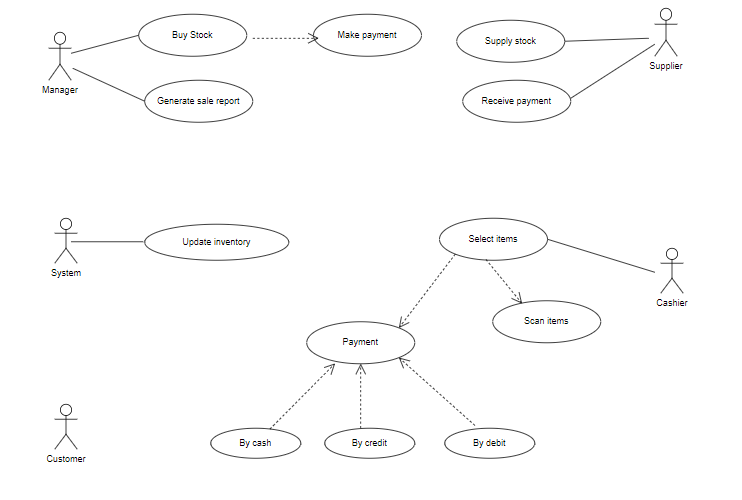 Buy Stock
Make payment
Supply stock
Supplier
Manager
Generate sale report
Receive payment
Update inventory
Select items
System
Cashier
Scan items
Payment
By cash
By credit
By debit
Customer